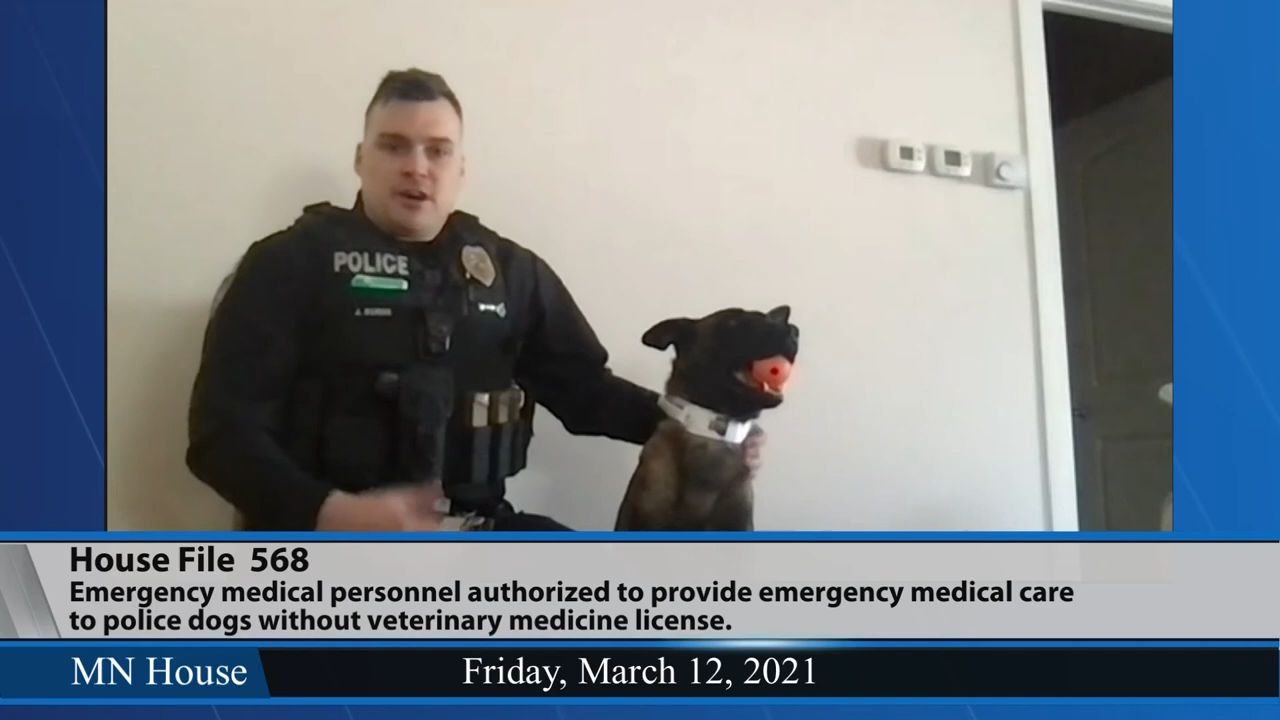 POLICE
House File 568
Emergency medical personnel authorized to provide emergency medical care
to police dogs without veterinary medicine license.
MN House
Friday, March 12, 2021